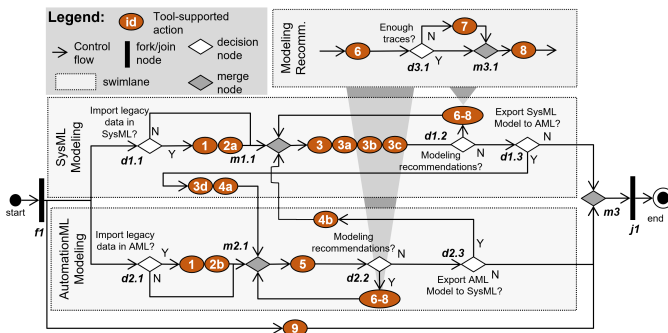 Legend:
id
Tool-supported
action
Control
flow
fork/join
node
decision
node
swimlane
merge
node
Modeling
Recomm.
Enough
traces?
6
N
7
Y
8
d3.1
m3.1
SysML
Modeling
Import legacy
data in
SysML?
N
Y
d1.1
1
2a
m1.1
3
3a
3b
3c
6-8
d1.2
Y
N
Modeling
recommendations?
Export SysML
Model to AML?
N
d1.3
Y
3d
4a
start
f1
m3
j1
end
AutomationML
Modeling
Import legacy
data in AML?
Y
N
d2.1
1
2b
m2.1
5
4b
Modeling
recommendations?
N
Y
d2.2
6-8
d2.3
Y
N
Export AML
Model to SysML?
9